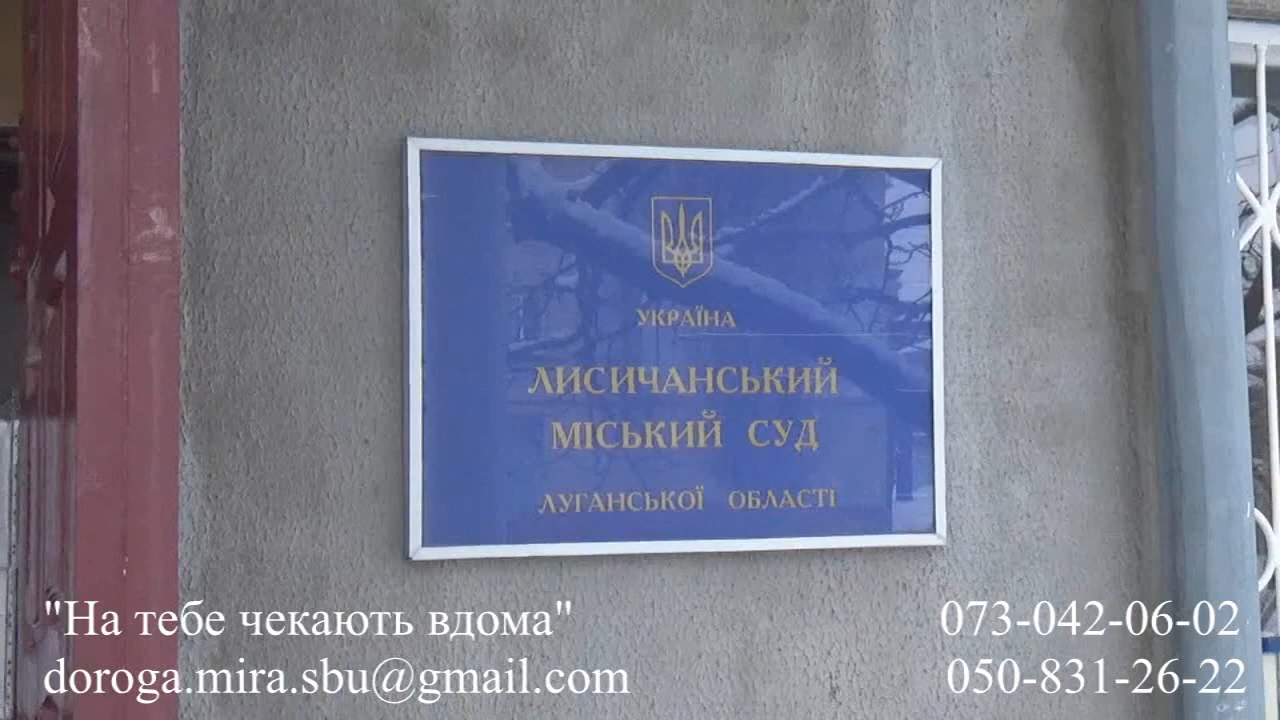 УКРАЇНА
ЛИСИЧАНСЬКИЙ
МІСЬКИЙ СУД
ЛУГАНСЬКОЇ ОБЛАСТІ
"На тебе чекають вдома" 073-042-06-02
doroga.mira.sbu@gmail.com 050-831-26-22